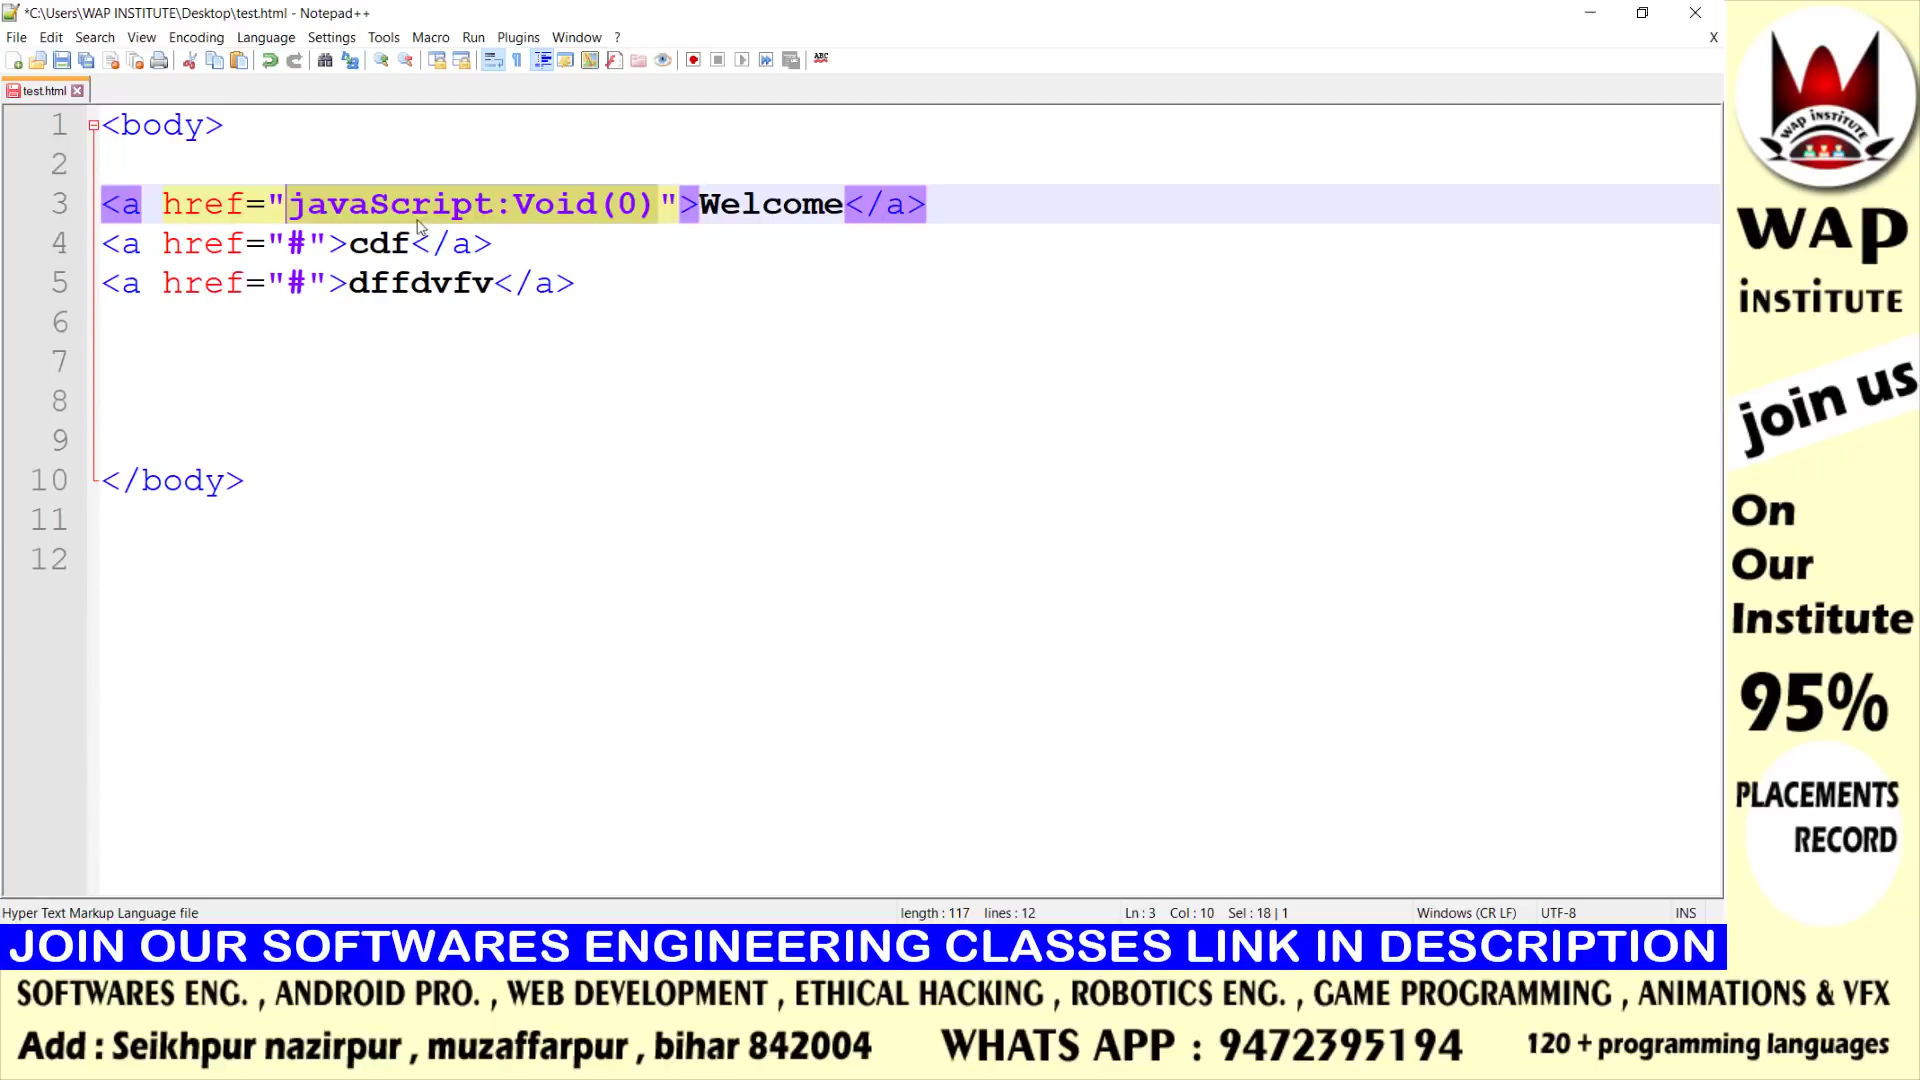 *C:\Users\WAP INSTITUTE\Desktop\test.html - Notepad++
File Edit Search View Encoding Language Settings Tools Macro Run Plugins Window ? X
test.html
1 <body>
2
3 <a href="javaScript:Void(0)">Welcome</a>
4 <a href="#">cdf</a>
5 <a href="#">dffdvfv</a>
6
7
8
9
10 </body>
11
12
Hyper Text Markup Language file length : 117 lines : 12 Ln : 3 Col : 10 Sel : 18 | 1 Windows (CR LF) UTF-8 INS
WAP INSTITUTE
WAP
INSTITUTE
join us
On
Our
Institute
95%
PLACEMENTS
RECORD
JOIN OUR SOFTWARES ENGINEERING CLASSES LINK IN DESCRIPTION
SOFTWARES ENG. , ANDROID PRO. , WEB DEVELOPMENT , ETHICAL HACKING , ROBOTICS ENG. , GAME PROGRAMMING , ANIMATIONS & VFX
Add : Seikhpur nazirpur , muzaffarpur , bihar 842004 WHATS APP : 9472395194 120 + programming languages